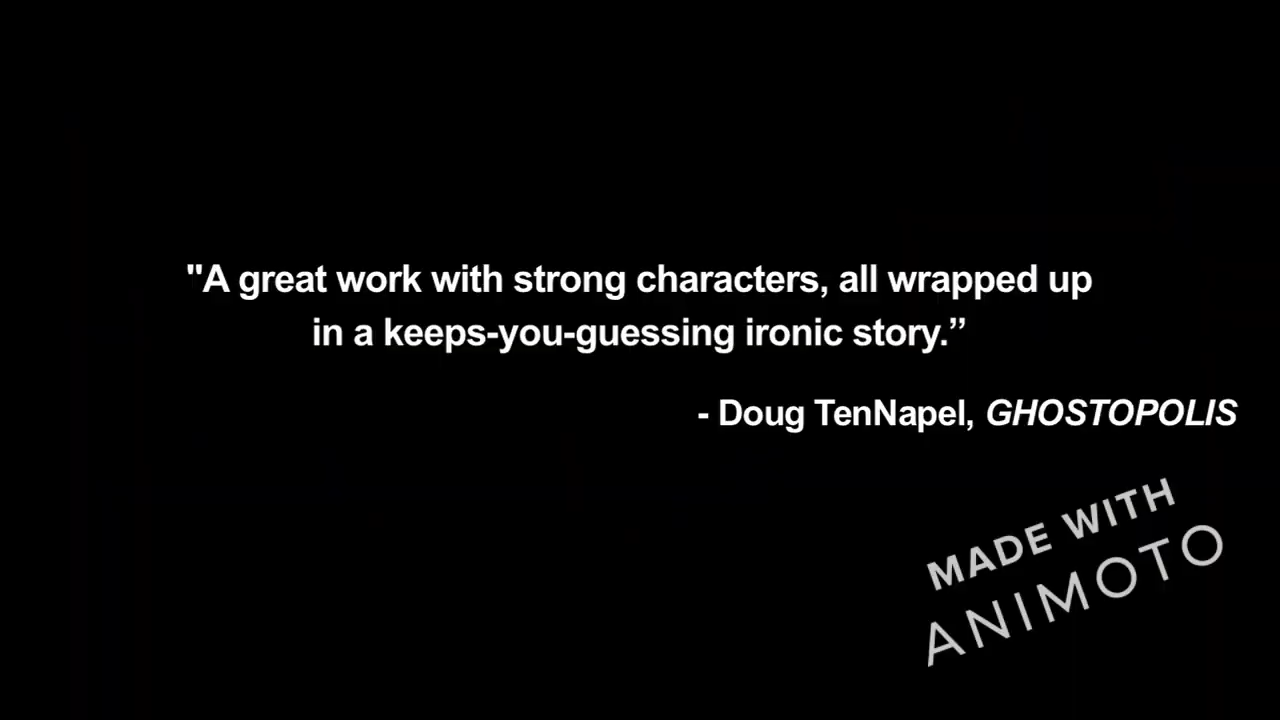 "A great work with strong characters, all wrapped up
in a keeps-you-guessing ironic story.”
- Doug TenNapel, GHOSTOPOLIS
MADE WITH
ANIMOTO